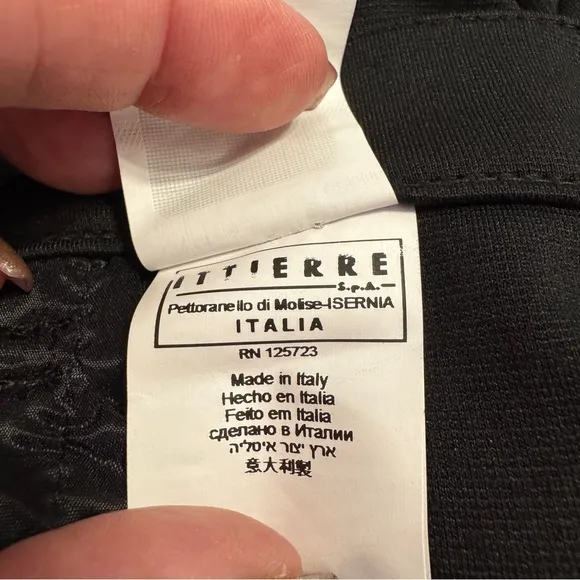 ITTIERRE
S.p.A.
Pettoranello di Molise-ISERNIA
ITALIA
RN 125723
Made in Italy
Hecho en Italia
Feito em Italia
сделано в Италии
ארץ יצור איטליה
意大利製